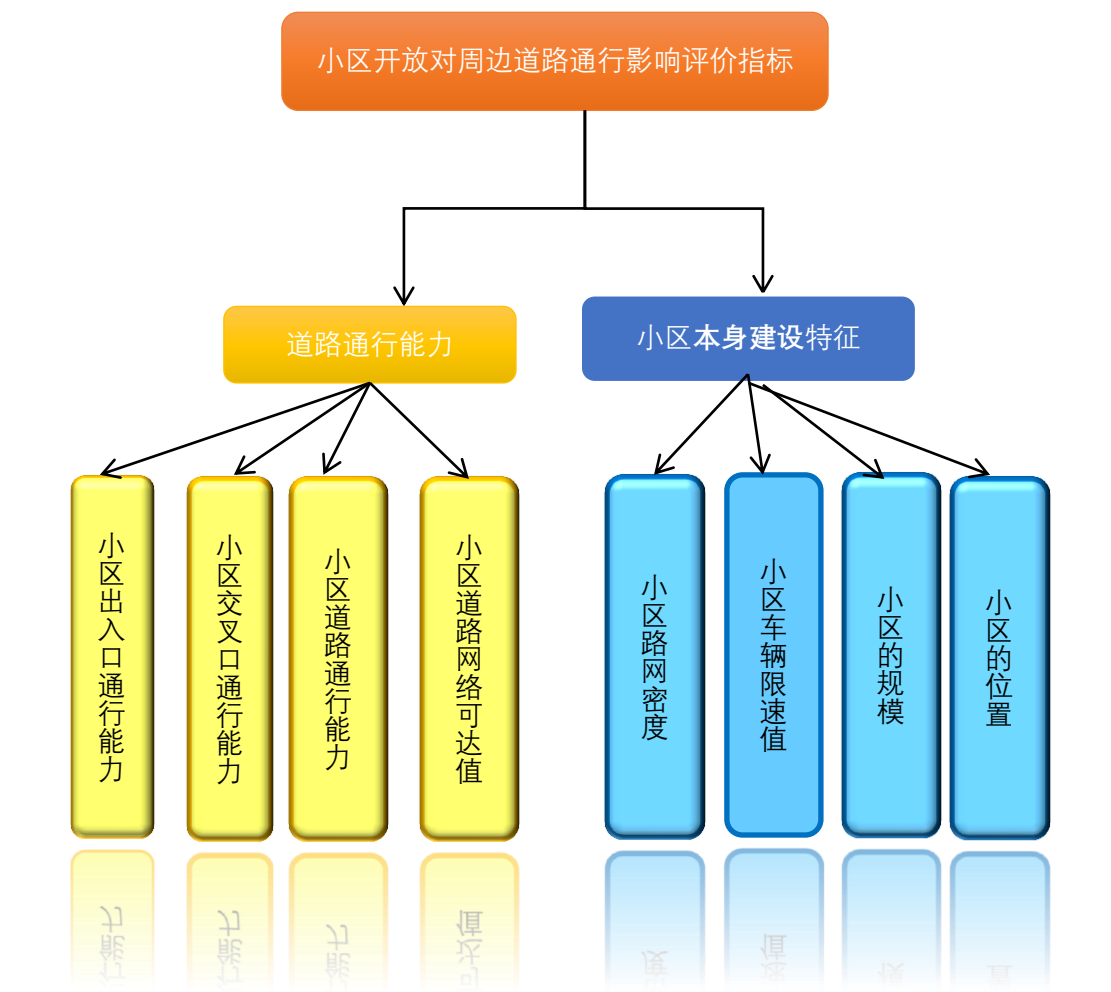 小区开放对周边道路通行影响评价指标
道路通行能力
小区本身建设特征
小区出入口通行能力
小区交叉口通行能力
小区道路通行能力
小区道路网络可达值
小区路网密度
小区车辆限速值
小区的规模
小区的位置